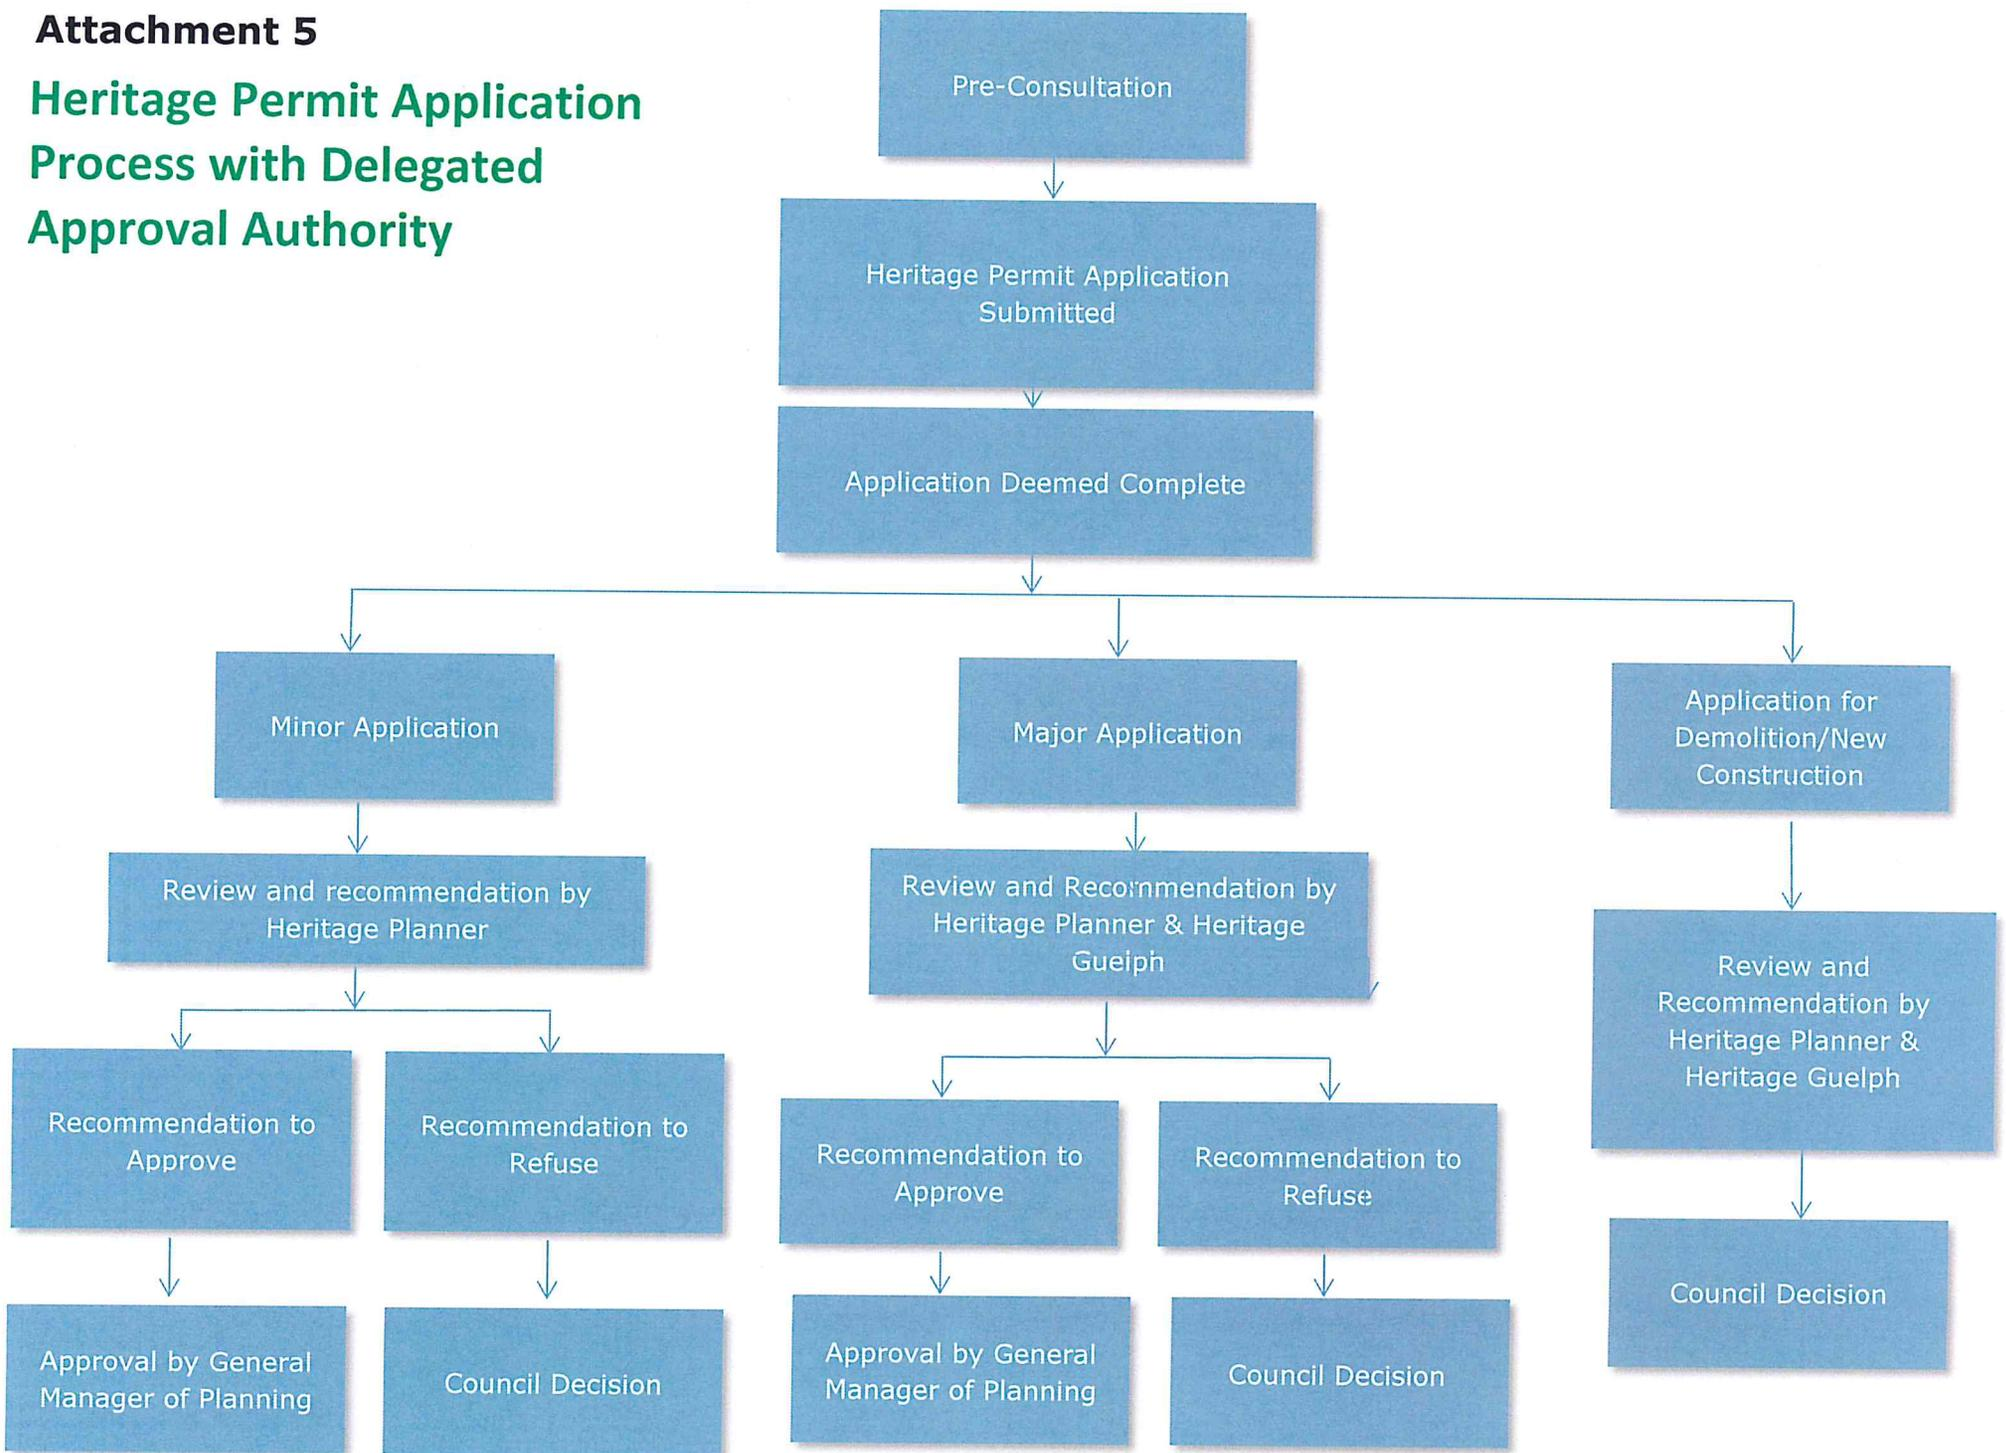 Attachment 5
Heritage Permit Application
Process with Delegated
Approval Authority
Pre-Consultation
Heritage Permit Application
Submitted
Application Deemed Complete
Minor Application
Major Application
Application for
Demolition/New
Construction
Review and recommendation by
Heritage Planner
Review and Recommendation by
Heritage Planner & Heritage
Guelph
Review and
Recommendation by
Heritage Planner &
Heritage Guelph
Recommendation to
Approve
Recommendation to
Refuse
Recommendation to
Approve
Recommendation to
Refuse
Approval by General
Manager of Planning
Council Decision
Approval by General
Manager of Planning
Council Decision
Council Decision